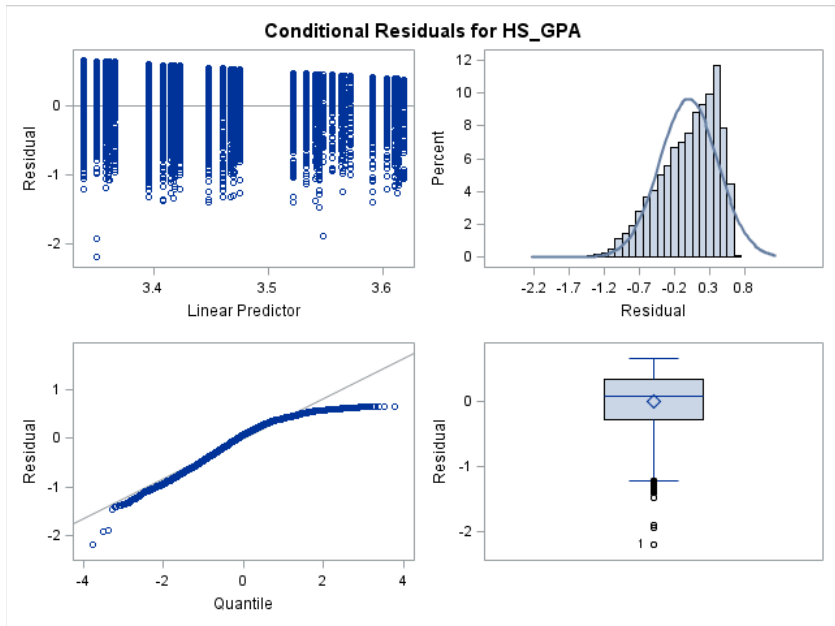 Conditional Residuals for HS_GPA
0
-1
-2
Residual
3.4 3.5 3.6
Linear Predictor
12
10
8
6
4
2
0
Percent
-2.2 -1.7 -1.2 -0.7 -0.2 0.3 0.8
Residual
1
0
-1
-2
Residual
-4 -2 0 2 4
Quantile
0
-1
-2
Residual
1